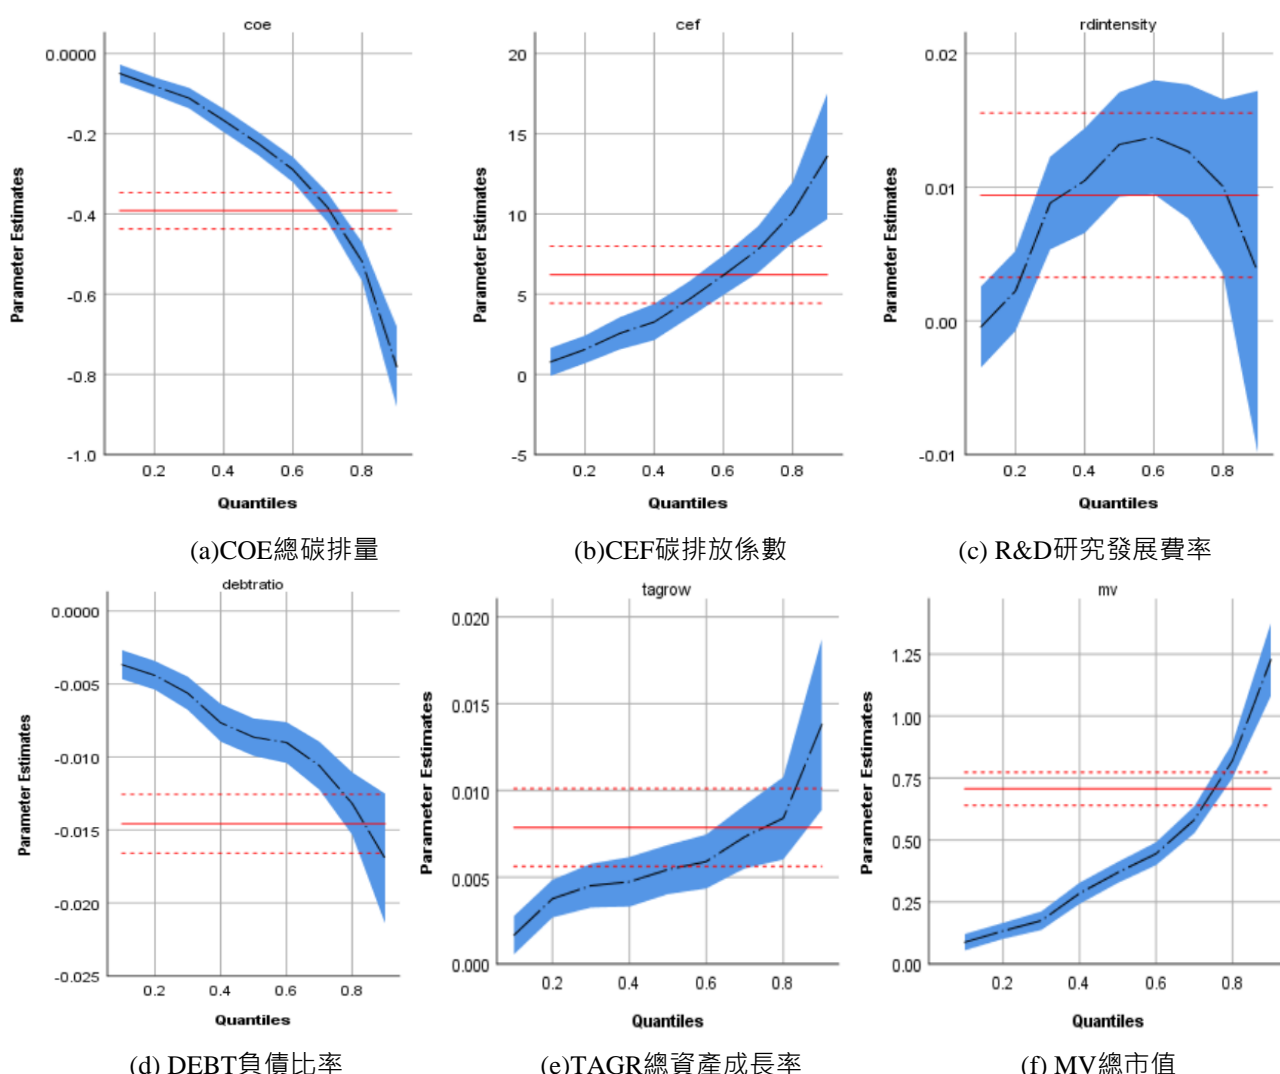 coe
0.0000
-0.2
-0.4
-0.6
-0.8
-1.0
Parameter Estimates
0.2 0.4 0.6 0.8
Quantiles
(a)COE總碳排量
cef
20
15
10
5
0
-5
Parameter Estimates
0.2 0.4 0.6 0.8
Quantiles
(b)CEF碳排放係數
rdintensity
0.02
0.01
0.00
-0.01
Parameter Estimates
0.2 0.4 0.6 0.8
Quantiles
(c) R&D研究發展費率
debtratio
0.0000
-0.005
-0.010
-0.015
-0.020
-0.025
Parameter Estimates
0.2 0.4 0.6 0.8
Quantiles
(d) DEBT負債比率
tagrow
0.020
0.015
0.010
0.005
0.000
Parameter Estimates
0.2 0.4 0.6 0.8
Quantiles
(e)TAGR總資產成長率
mv
1.25
1.00
0.75
0.50
0.25
0.00
Parameter Estimates
0.2 0.4 0.6 0.8
Quantiles
(f) MV總市值